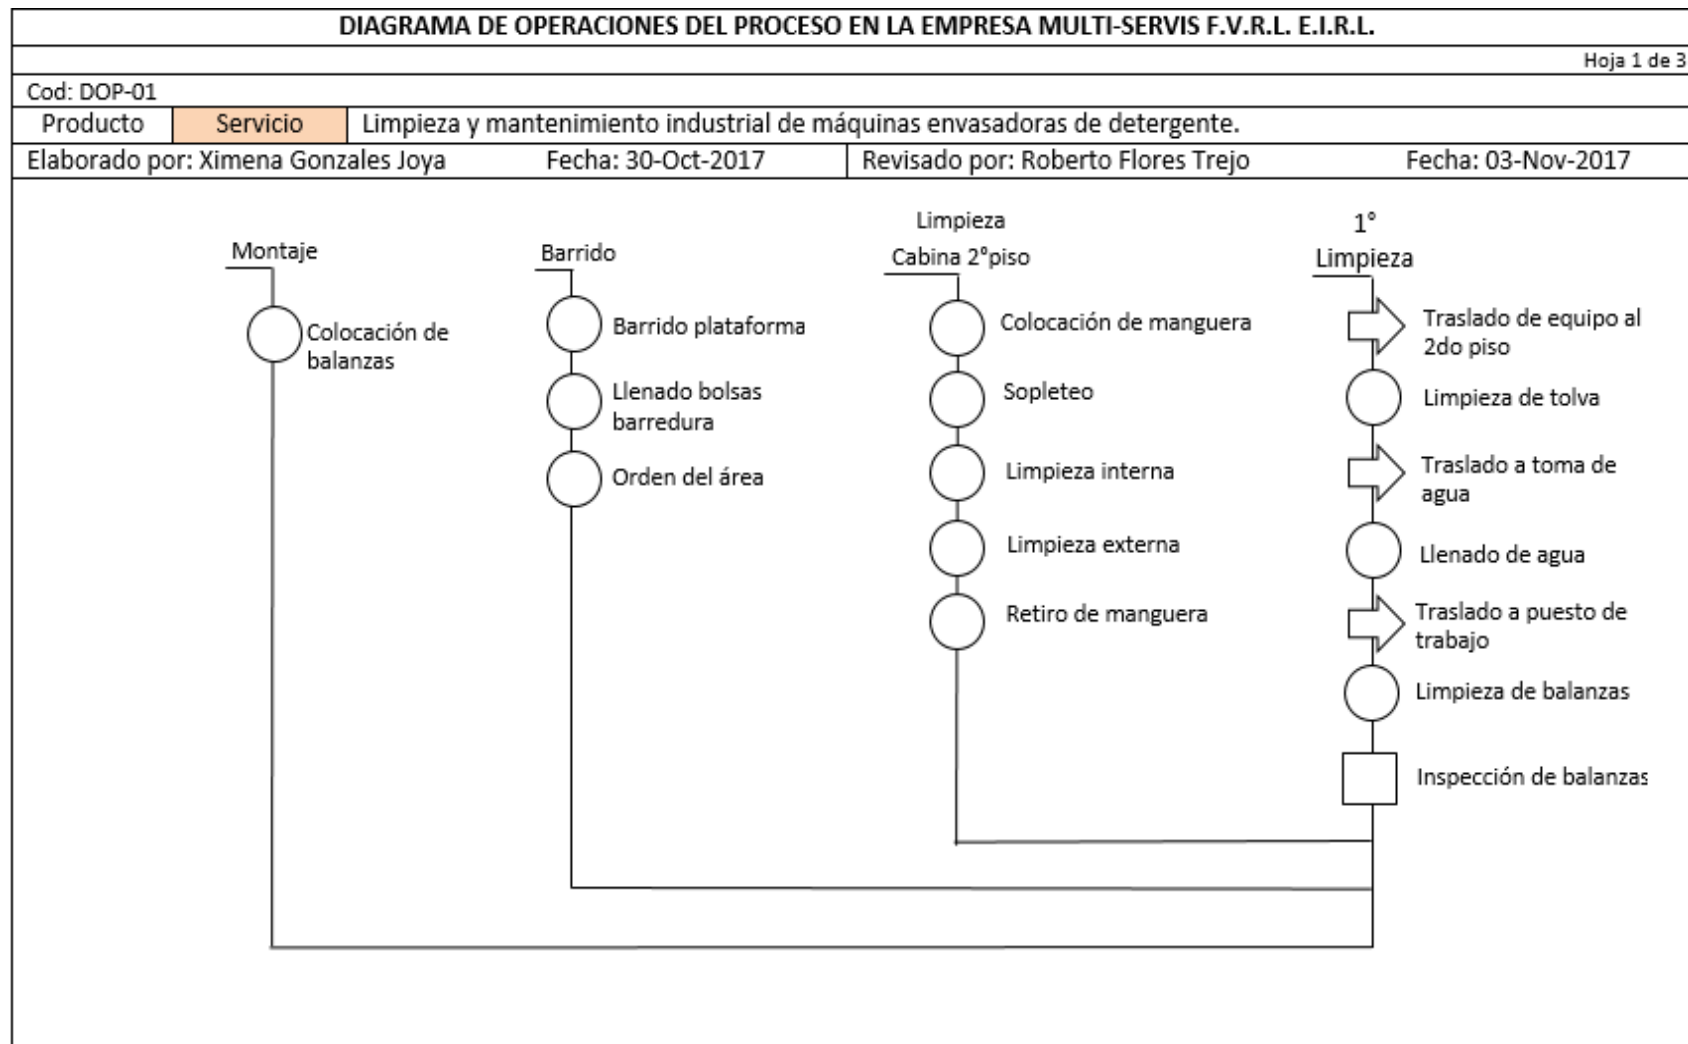 DIAGRAMA DE OPERACIONES DEL PROCESO EN LA EMPRESA MULTI-SERVIS F.V.R.L. E.I.R.L.
Hoja 1 de 3
Cod: DOP-01
Producto Servicio Limpieza y mantenimiento industrial de máquinas envasadoras de detergente.
Elaborado por: Ximena Gonzales Joya Fecha: 30-Oct-2017 Revisado por: Roberto Flores Trejo Fecha: 03-Nov-2017
Montaje
Colocación de
balanzas
Barrido
Barrido plataforma
Llenado bolsas
barredura
Orden del área
Limpieza
Cabina 2°piso
Colocación de manguera
Sopleteo
Limpieza interna
Limpieza externa
Retiro de manguera
1°
Limpieza
Traslado de equipo al
2do piso
Limpieza de tolva
Traslado a toma de
agua
Llenado de agua
Traslado a puesto de
trabajo
Limpieza de balanzas
Inspección de balanzas